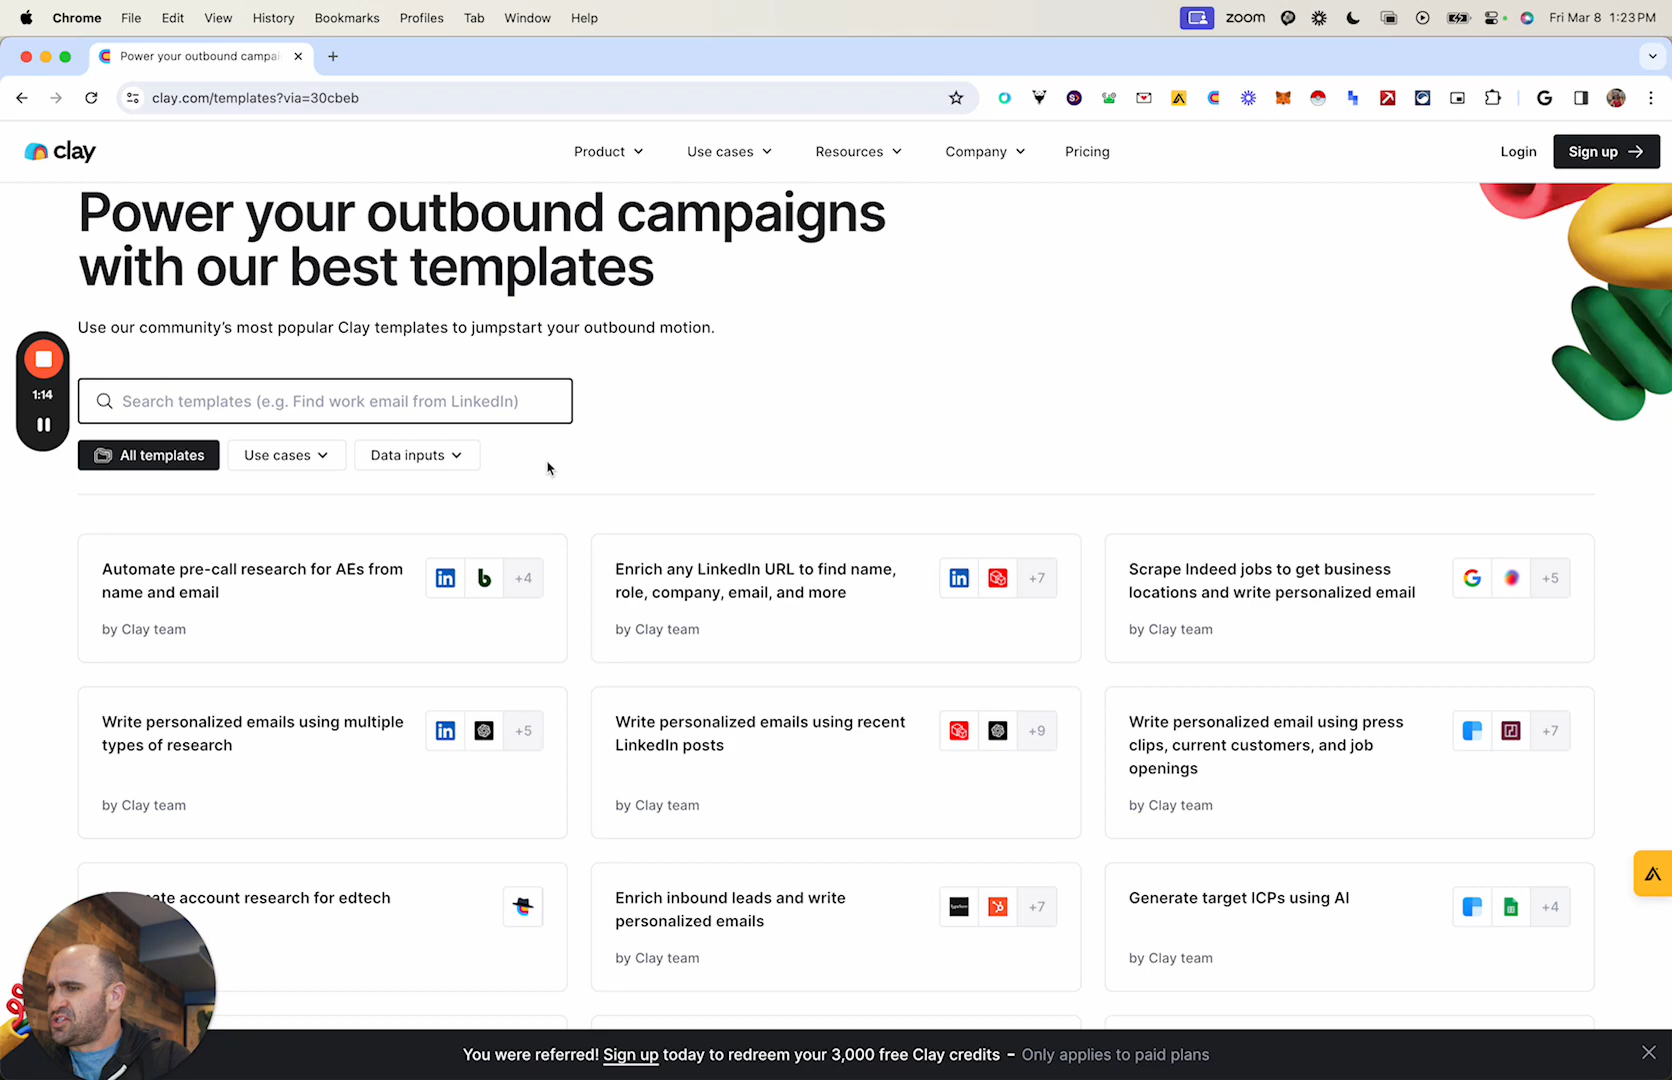 Chrome File Edit View History Bookmarks Profiles Tab Window Help
zoom Fri Mar 8 1:23 PM
Power your outbound campai
clay.com/templates?via=30cbeb
clay Product Use cases Resources Company Pricing Login Sign up
Power your outbound campaigns
with our best templates
Use our community's most popular Clay templates to jumpstart your outbound motion.
1:14
Search templates (e.g. Find work email from LinkedIn)
All templates Use cases Data inputs
Automate pre-call research for AEs from
name and email
+4
by Clay team
Enrich any LinkedIn URL to find name,
role, company, email, and more
+7
by Clay team
Scrape Indeed jobs to get business
locations and write personalized email
+5
by Clay team
Write personalized emails using multiple
types of research
+5
by Clay team
Write personalized emails using recent
LinkedIn posts
+9
by Clay team
Write personalized email using press
clips, current customers, and job
openings
+7
by Clay team
ate account research for edtech
Enrich inbound leads and write
personalized emails
+7
by Clay team
Generate target ICPs using AI
+4
by Clay team
You were referred! Sign up today to redeem your 3,000 free Clay credits – Only applies to paid plans